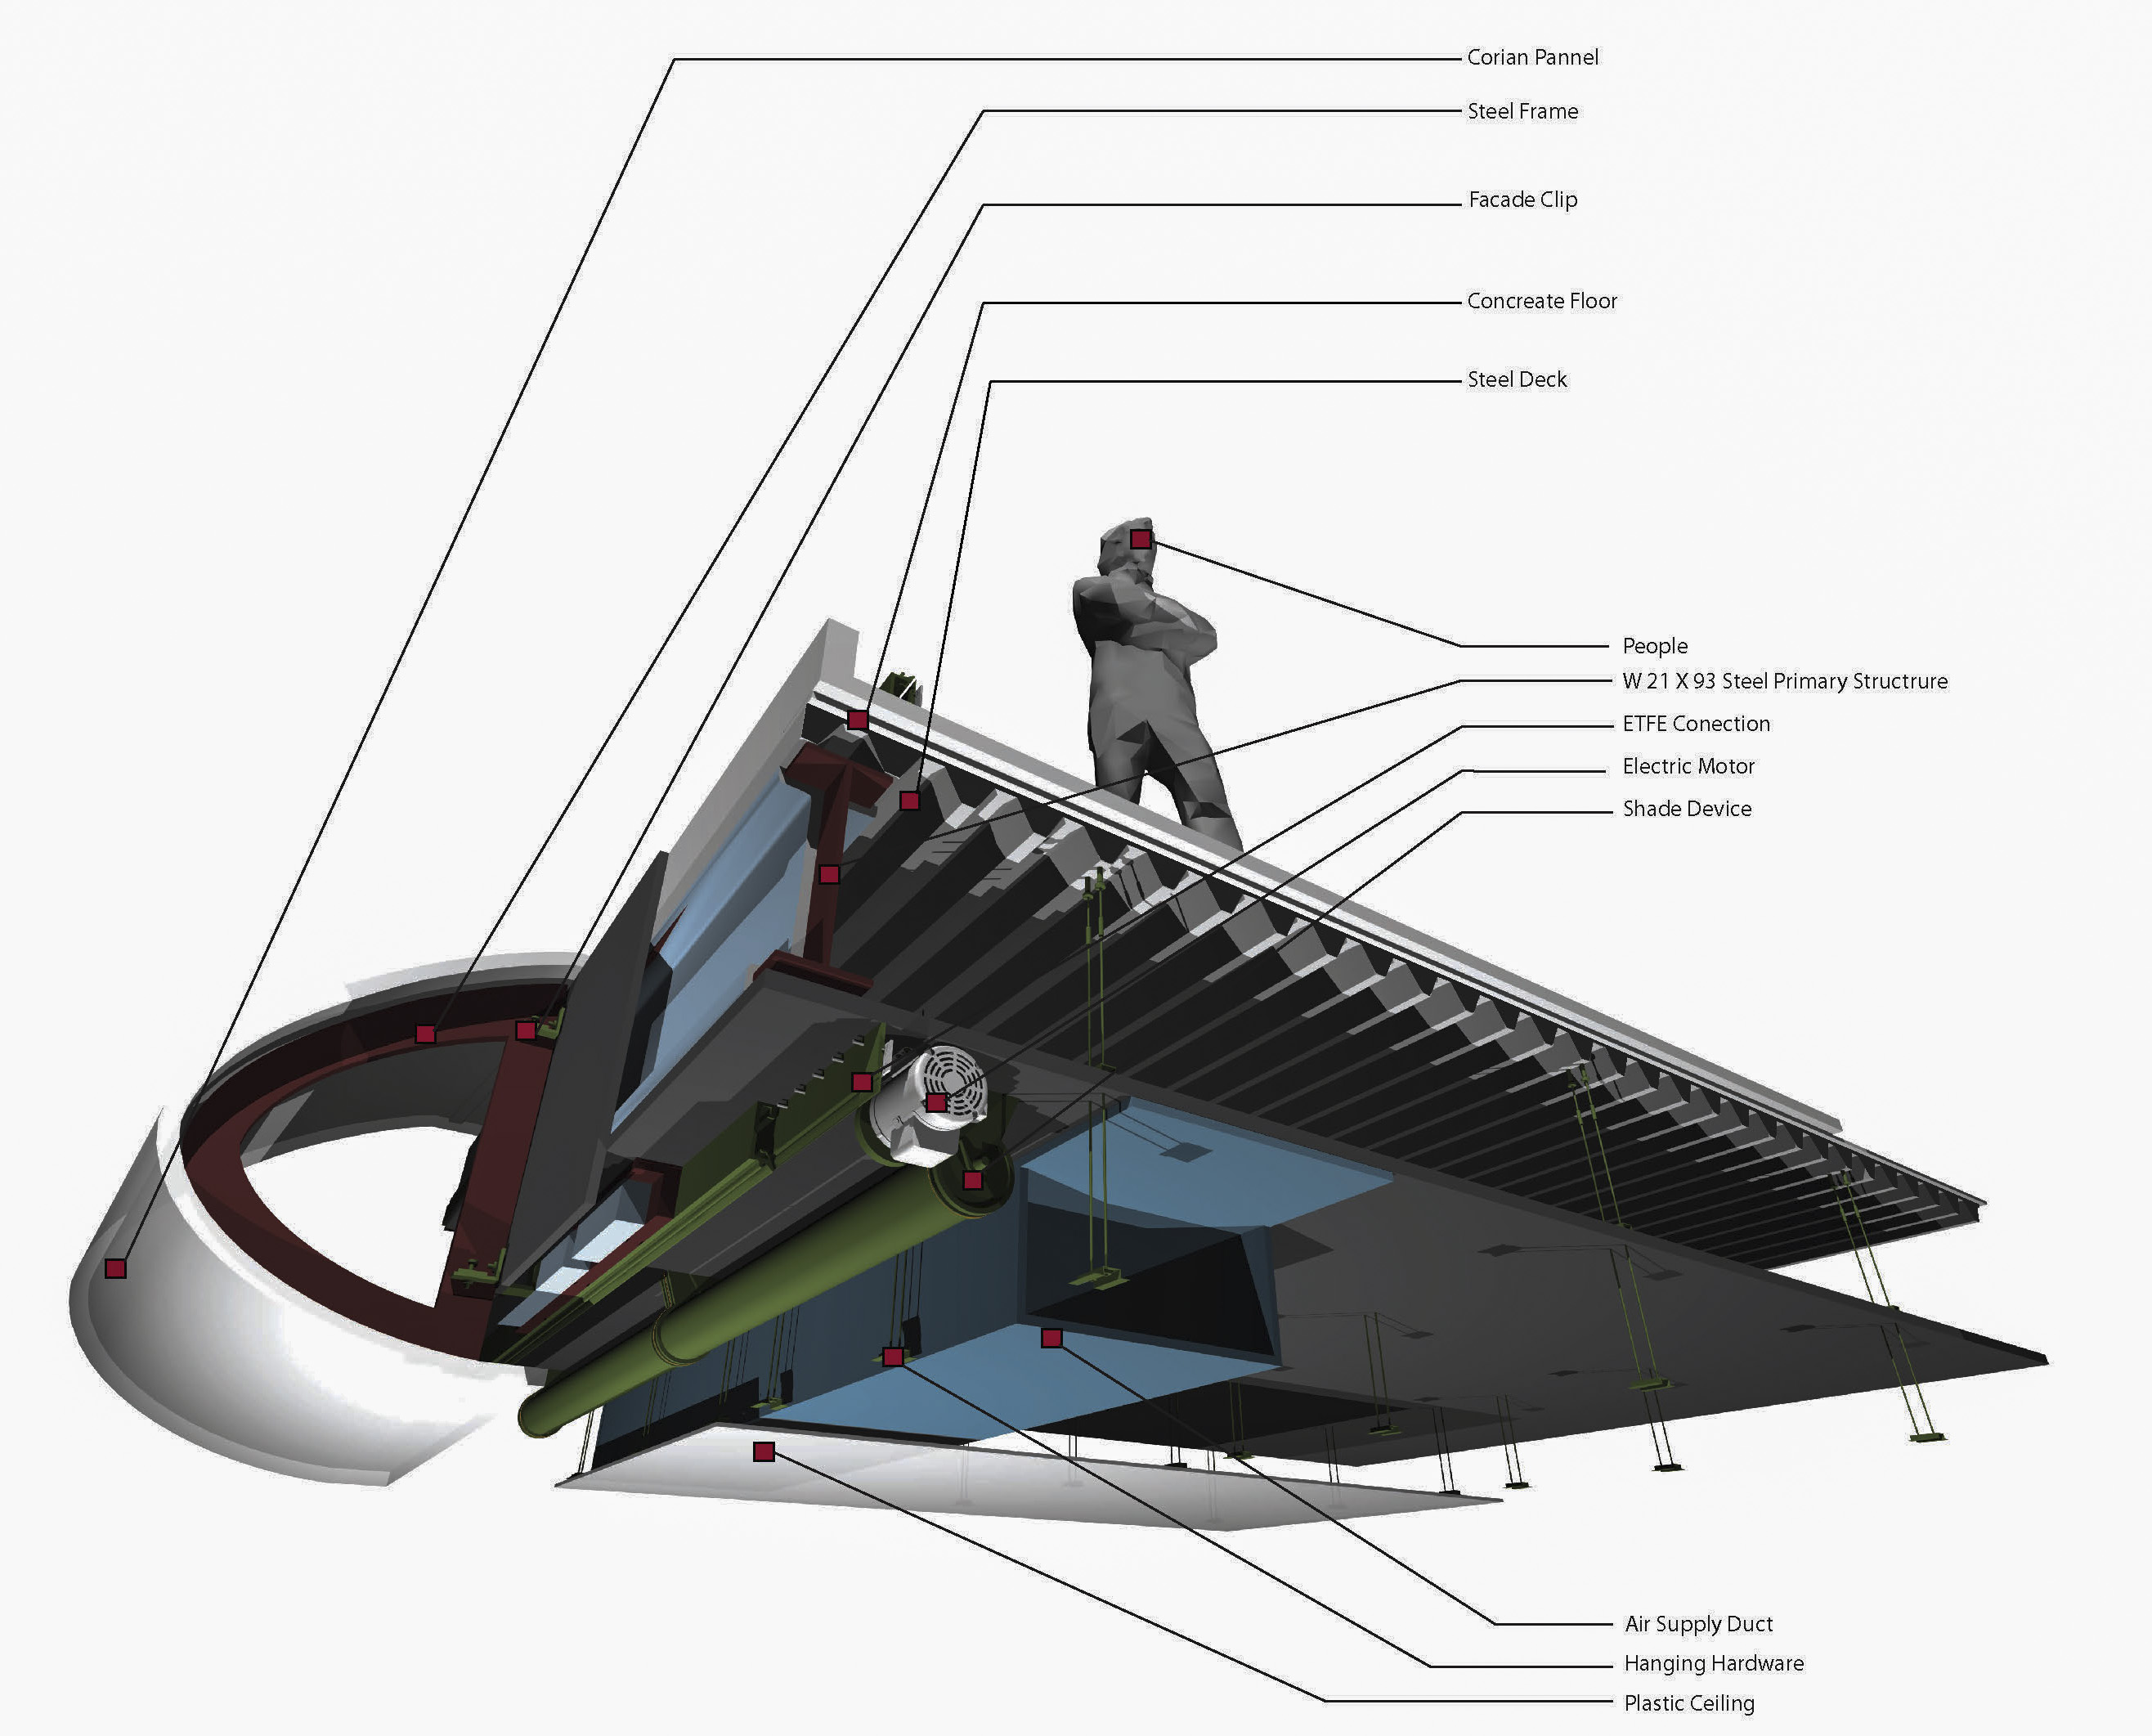 Corian Pannel
Steel Frame
Facade Clip
Concreate Floor
Steel Deck
People
W 21 X 93 Steel Primary Structrure
ETFE Conection
Electric Motor
Shade Device
Air Supply Duct
Hanging Hardware
Plastic Ceiling